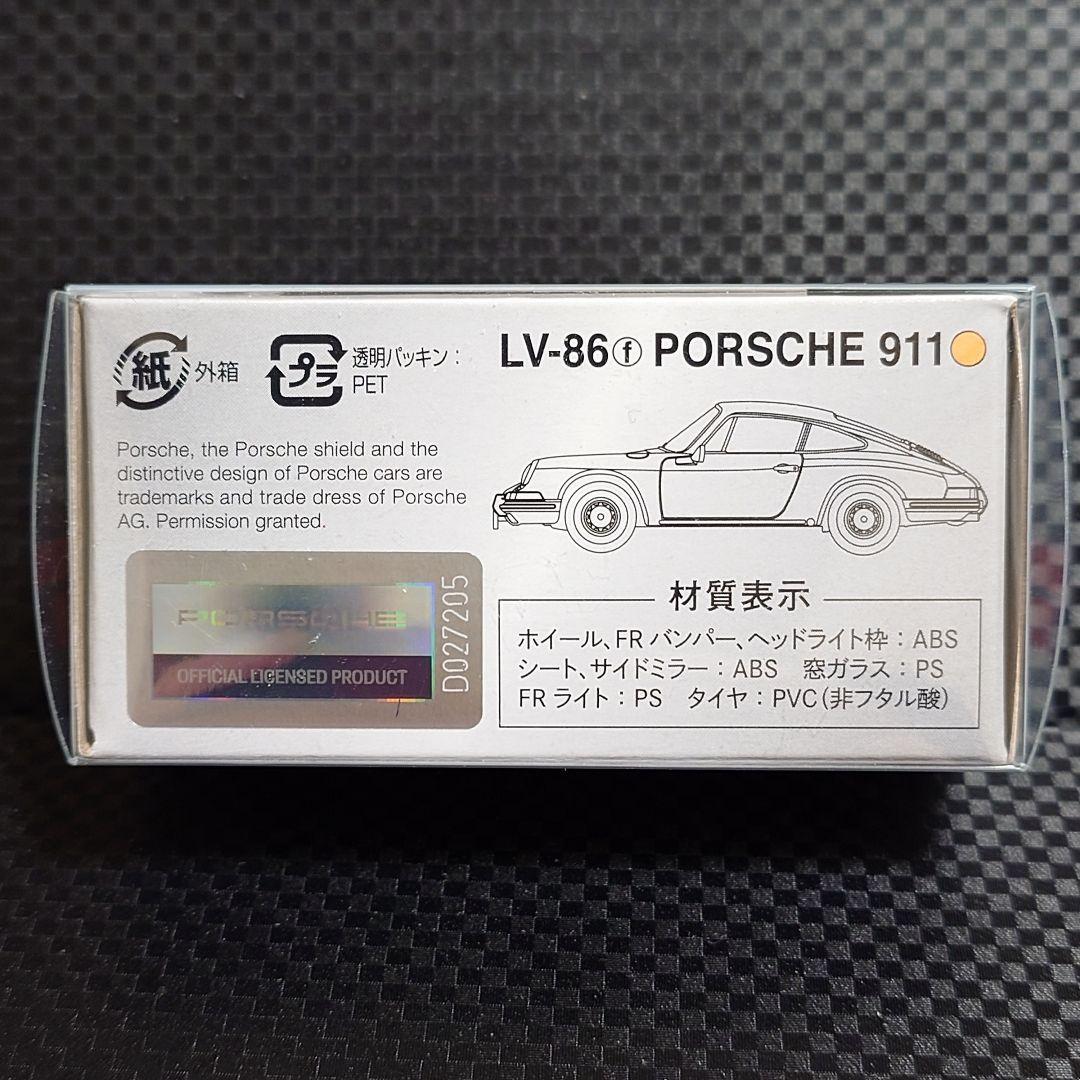 紙 外箱
プラ 透明パッキン：
PET
LV-86ⓕ PORSCHE 911
Porsche, the Porsche shield and the
distinctive design of Porsche cars are
trademarks and trade dress of Porsche
AG. Permission granted.
PORSCHE
OFFICIAL LICENSED PRODUCT
D027205
材質表示
ホイール、FR バンパー、ヘッドライト枠：ABS
シート、サイドミラー：ABS　窓ガラス：PS
FR ライト：PS　タイヤ：PVC（非フタル酸）